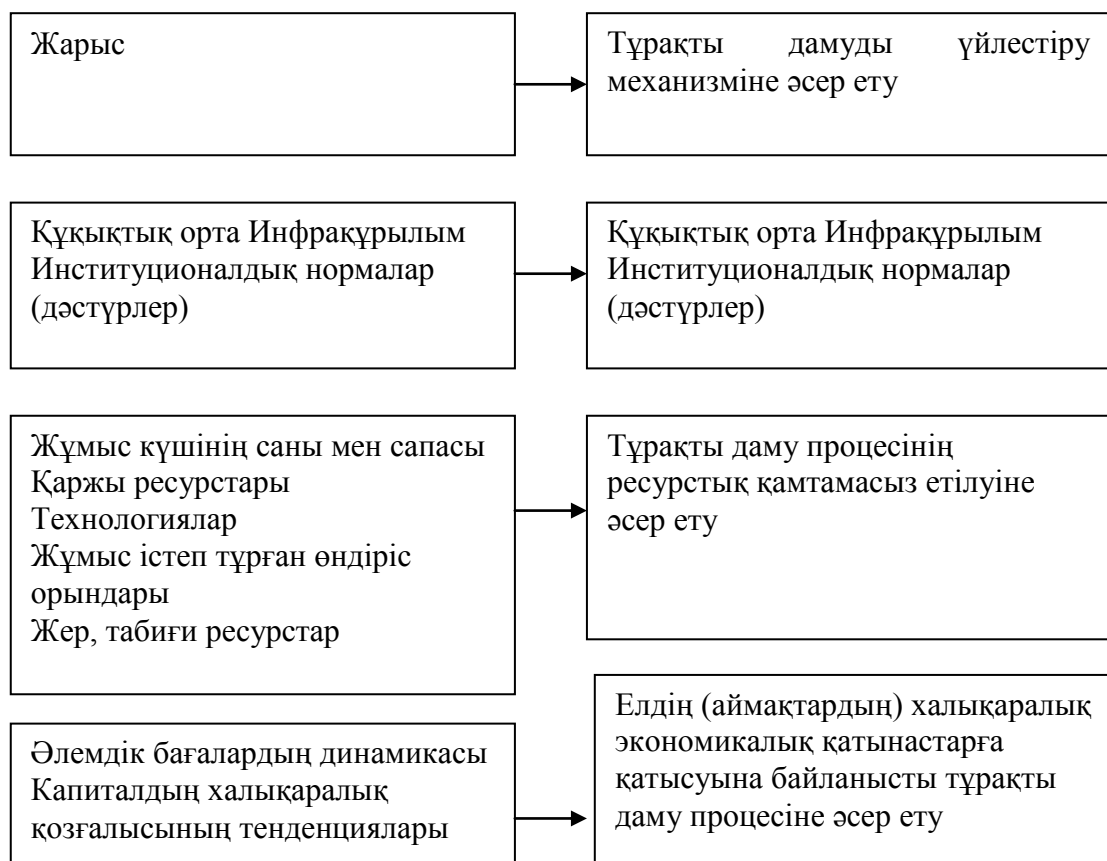 Жарыс
Тұрақты дамуды үйлестіру
механизміне әсер ету
Құқықтық орта Инфрақұрылым
Институционалдық нормалар
(дәстүрлер)
Құқықтық орта Инфрақұрылым
Институционалдық нормалар
(дәстүрлер)
Жұмыс күшінің саны мен сапасы
Қаржы ресурстары
Технологиялар
Жұмыс істеп тұрған өндіріс
орындары
Жер, табиғи ресурстар
Тұрақты даму процесінің
ресурстық қамтамасыз етілуіне
әсер ету
Әлемдік бағалардың динамикасы
Капиталдың халықаралық
қозғалысының тенденциялары
Елдің (аймақтардың) халықаралық
экономикалық қатынастарға
қатысуына байланысты тұрақты
даму процесіне әсер ету